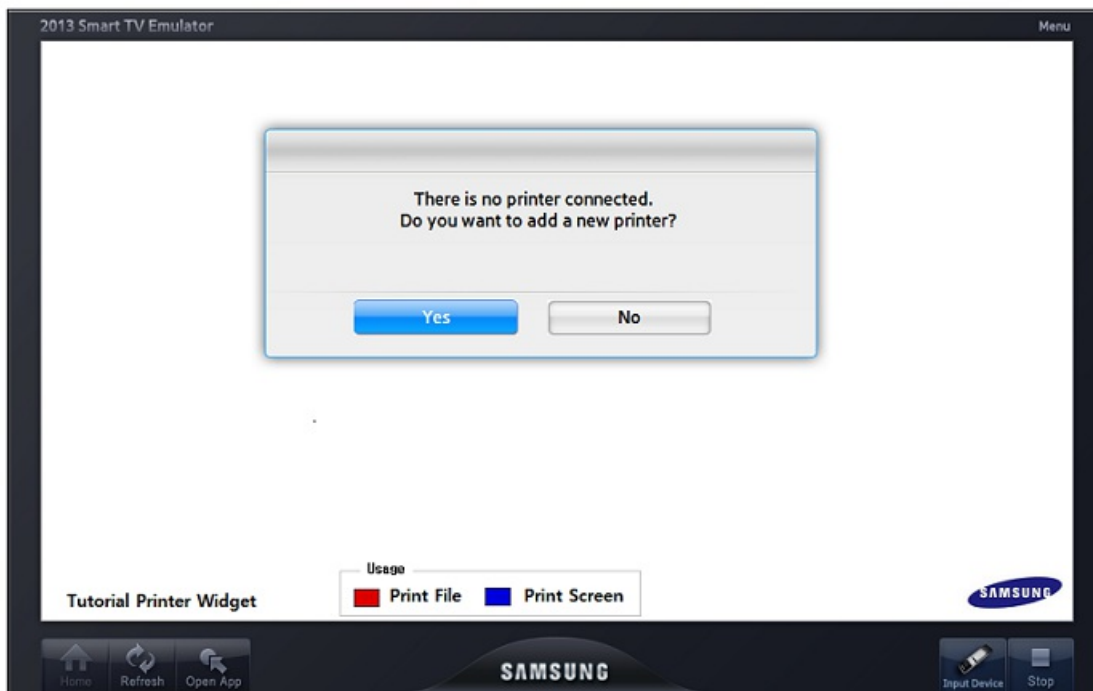 2013 Smart TV Emulator
Menu
There is no printer connected.
Do you want to add a new printer?
Yes
No
Usage
Print File
Print Screen
Tutorial Printer Widget
SAMSUNG
Home
Refresh
Open App
SAMSUNG
Input Device
Stop